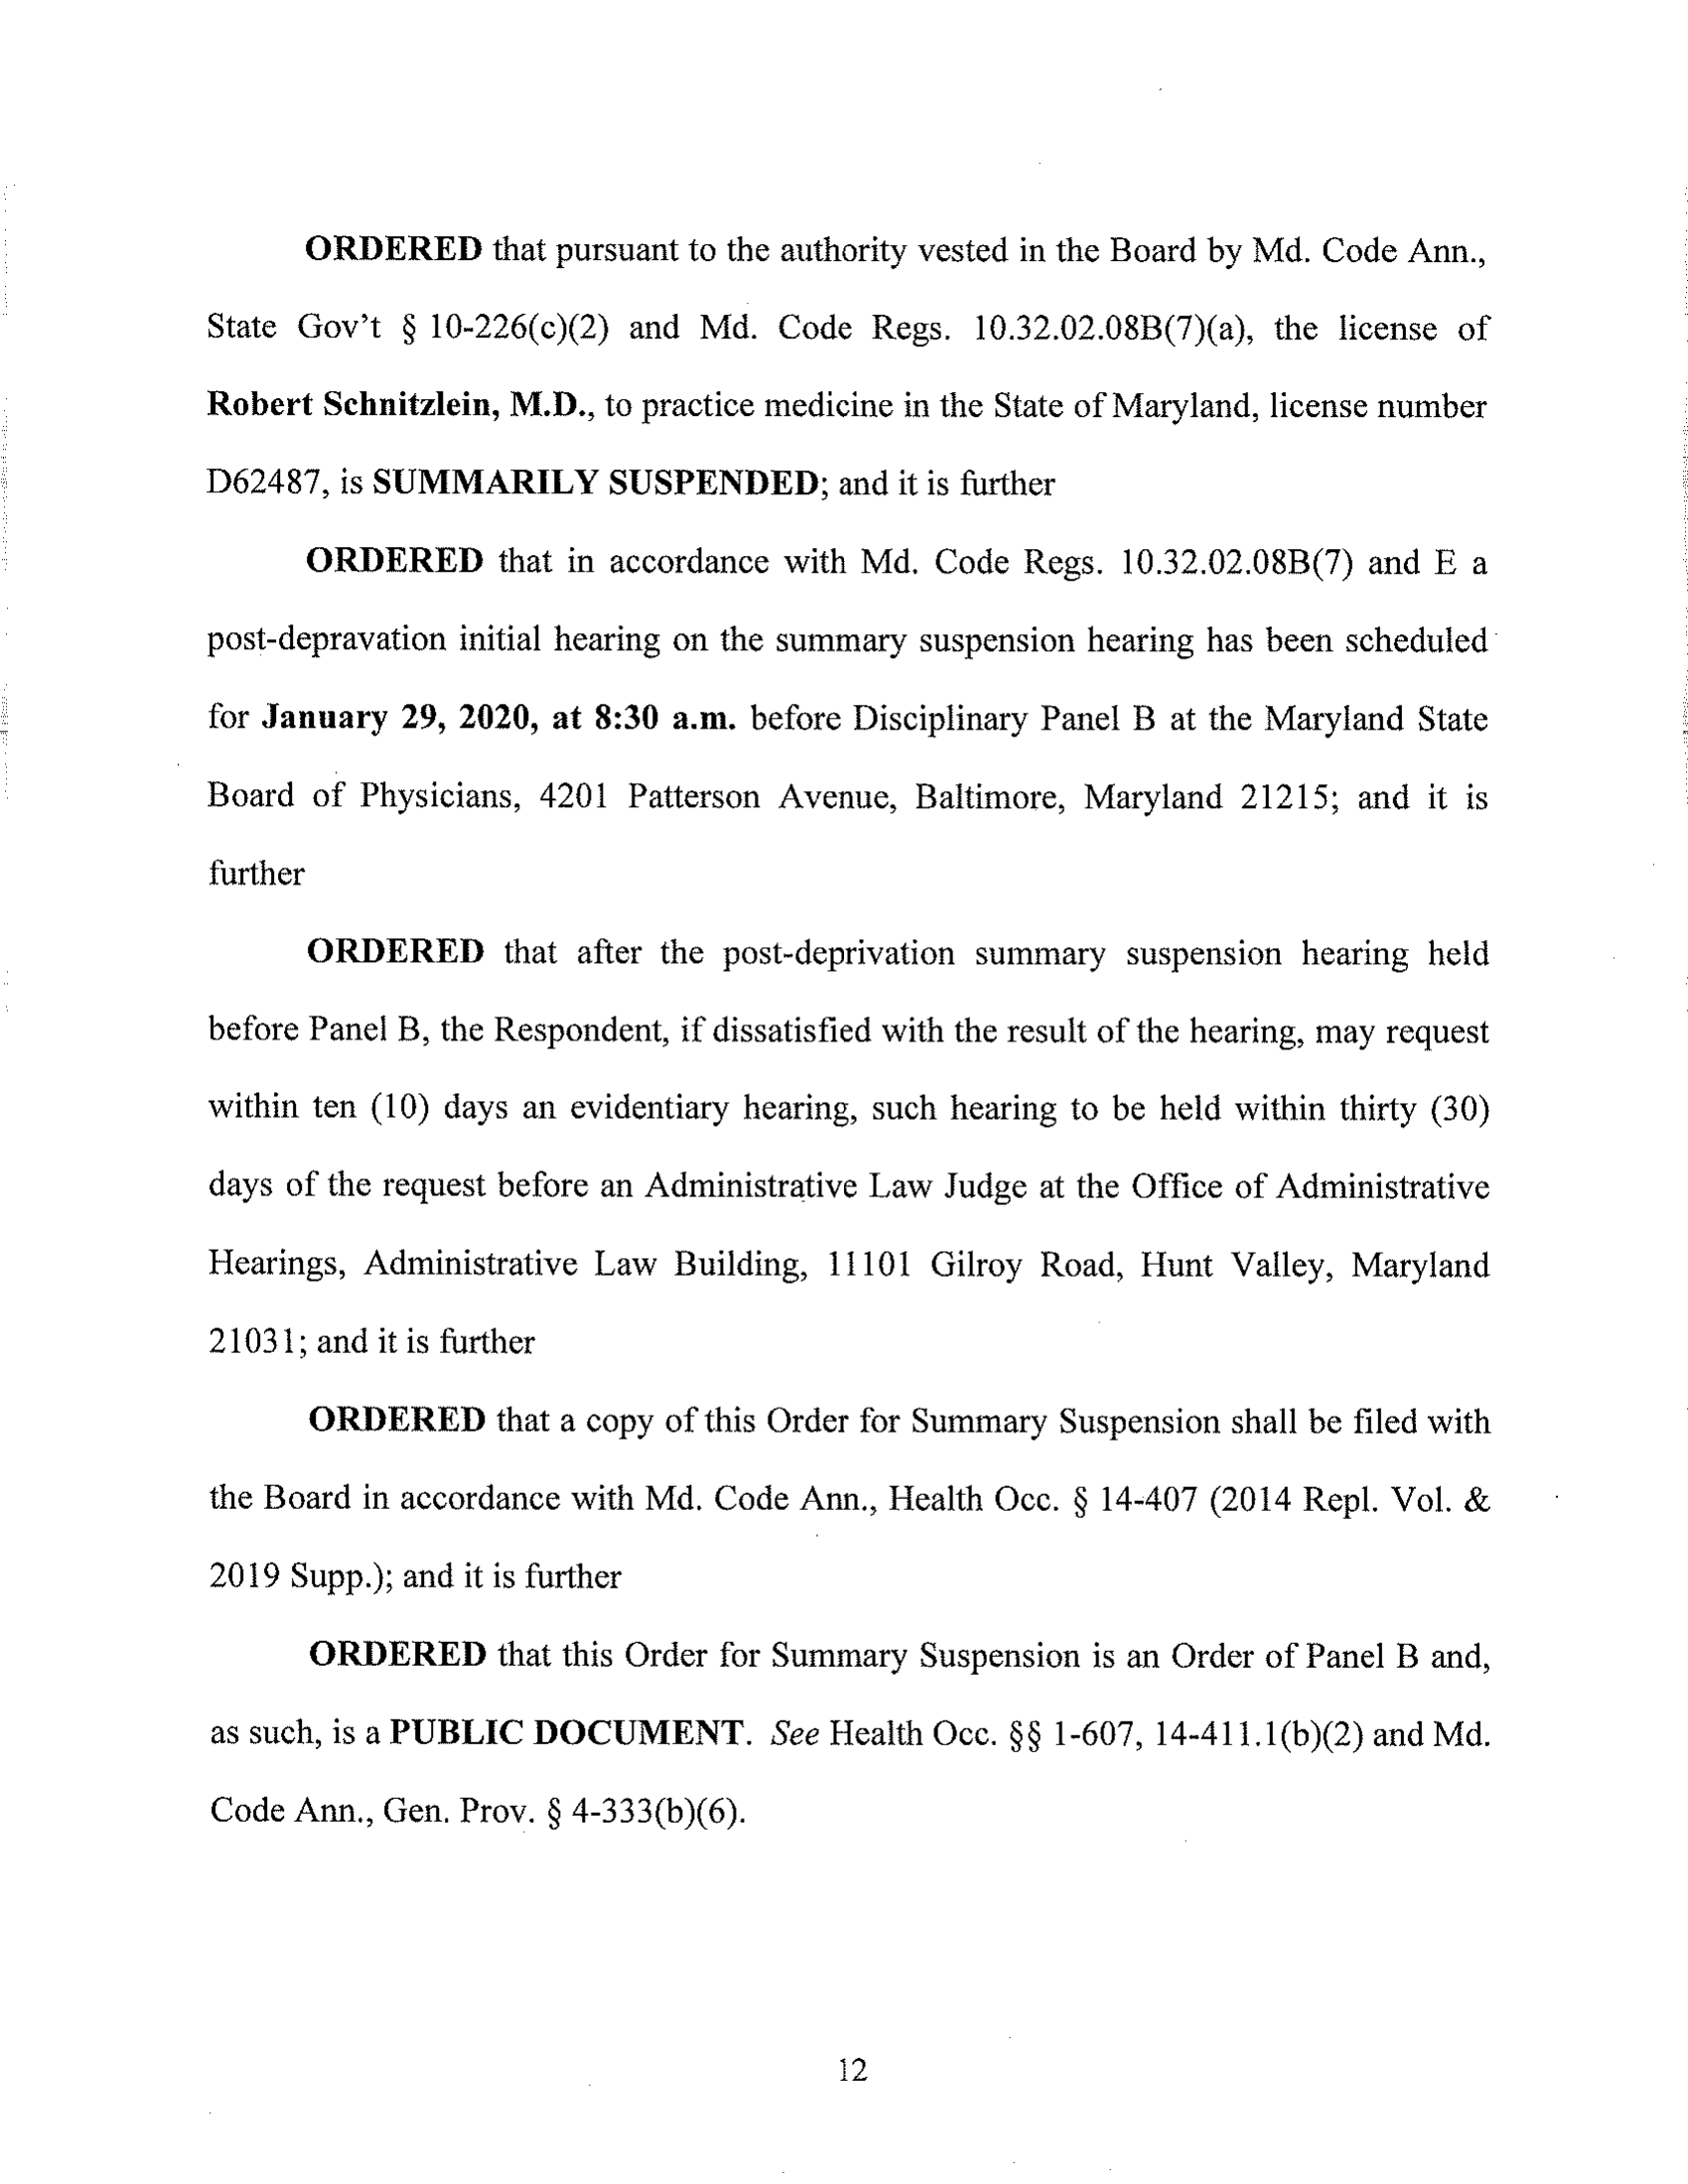 ORDERED that pursuant to the authority vested in the Board by Md. Code Ann.,
State Gov't § 10-226(c)(2) and Md. Code Regs. 10.32.02.08B(7)(a), the license of
Robert Schnitzlein, M.D., to practice medicine in the State of Maryland, license number
D62487, is SUMMARILY SUSPENDED; and it is further
ORDERED that in accordance with Md. Code Regs. 10.32.02.08B(7) and E a
post-depravation initial hearing on the summary suspension hearing has been scheduled
for January 29, 2020, at 8:30 a.m. before Disciplinary Panel B at the Maryland State
Board of Physicians, 4201 Patterson Avenue, Baltimore, Maryland 21215; and it is
further
ORDERED that after the post-deprivation summary suspension hearing held
before Panel B, the Respondent, if dissatisfied with the result of the hearing, may request
within ten (10) days an evidentiary hearing, such hearing to be held within thirty (30)
days of the request before an Administrative Law Judge at the Office of Administrative
Hearings, Administrative Law Building, 11101 Gilroy Road, Hunt Valley, Maryland
21031; and it is further
ORDERED that a copy of this Order for Summary Suspension shall be filed with
the Board in accordance with Md. Code Ann., Health Occ. § 14-407 (2014 Repl. Vol. &
2019 Supp.); and it is further
ORDERED that this Order for Summary Suspension is an Order of Panel B and,
as such, is a PUBLIC DOCUMENT. See Health Occ. §§ 1-607, 14-411.1(b)(2) and Md.
Code Ann., Gen. Prov. § 4-333(b)(6).
12